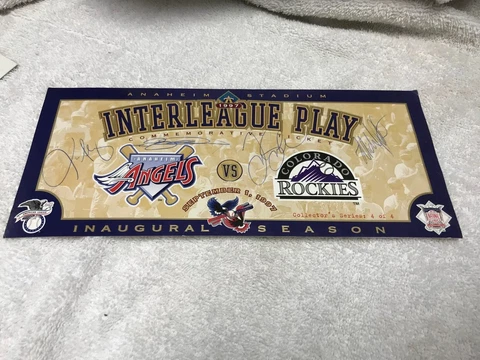 ANAHEIM STADIUM
1997
INTERLEAGUE PLAY
COMMEMORATIVE TICKET
ANAHEIM
ANGELS
VS
COLORADO
ROCKIES
SEPTEMBER 1, 1997
Collector's Series: 4 of 4
INAUGURAL SEASON